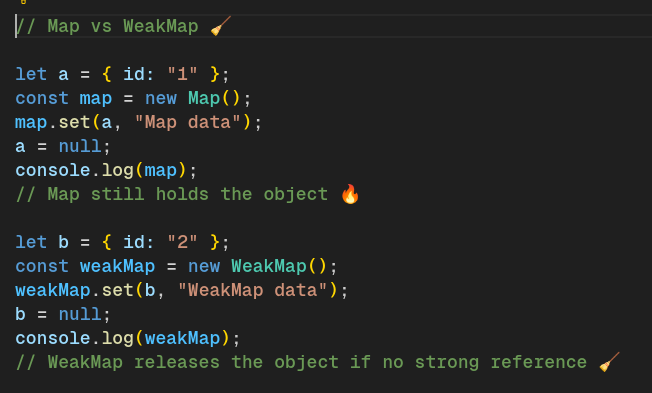 // Map vs WeakMap 🧹
let a = { id: "1" };
const map = new Map();
map.set(a, "Map data");
a = null;
console.log(map);
// Map still holds the object 🔥
let b = { id: "2" };
const weakMap = new WeakMap();
weakMap.set(b, "WeakMap data");
b = null;
console.log(weakMap);
// WeakMap releases the object if no strong reference 🧹